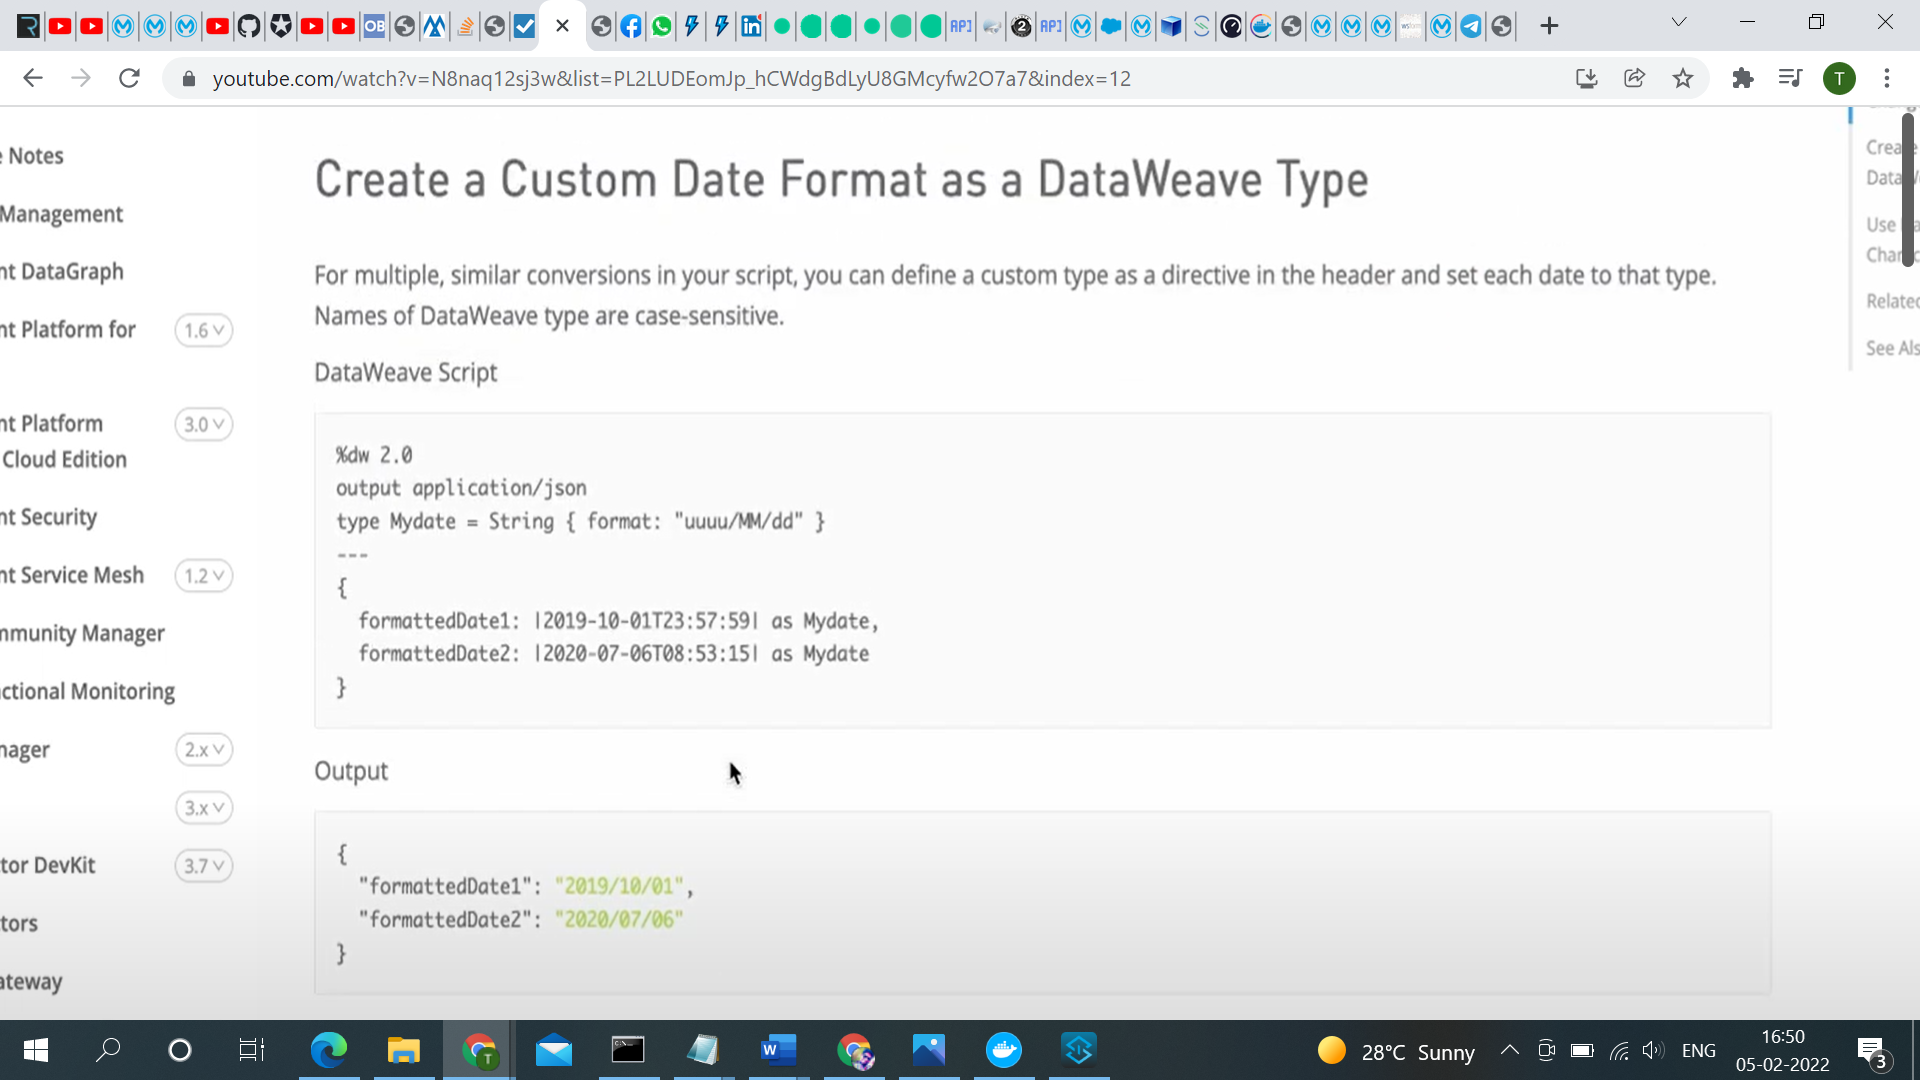 youtube.com/watch?v=N8naq12sj3w&list=PL2LUDEomJp_hCWdgBdLyU8GMcyfw2O7a7&index=12
T
Notes
Management
nt DataGraph
nt Platform for
1.6
nt Platform
Cloud Edition
3.0
nt Security
nt Service Mesh
1.2
mmunity Manager
nctional Monitoring
nager
2.x
3.x
tor DevKit
3.7
tors
ateway
Create a Custom Date Format as a DataWeave Type
For multiple, similar conversions in your script, you can define a custom type as a directive in the header and set each date to that type.
Names of DataWeave type are case-sensitive.
DataWeave Script
%dw 2.0
output application/json
type Mydate = String { format: "uuuu/MM/dd" }
---
{
formattedDate1: |2019-10-01T23:57:59| as Mydate,
formattedDate2: |2020-07-06T08:53:15| as Mydate
}
Output
{
"formattedDate1": "2019/10/01",
"formattedDate2": "2020/07/06"
}
Crea
Data
Use
Char
Related
See Als
28°C Sunny
ENG
16:50
05-02-2022
3